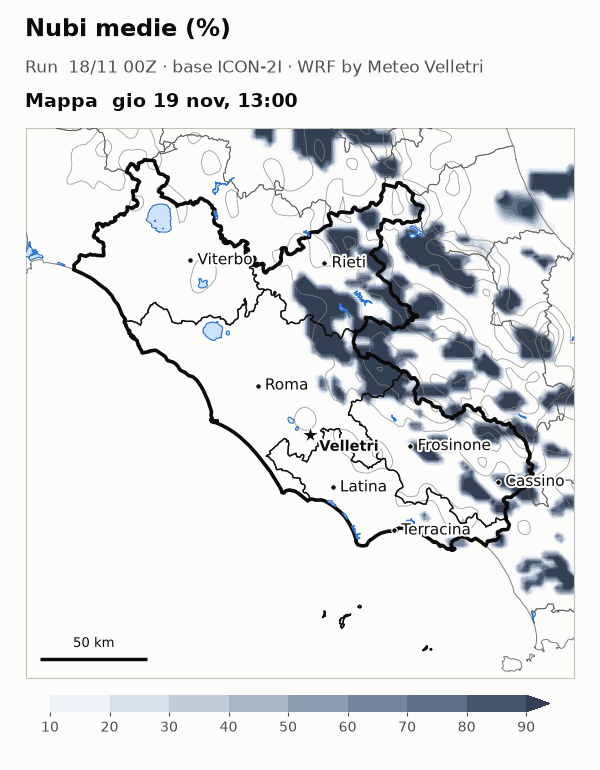 Nubi medie (%)
Run  18/11 00Z · base ICON-2I · WRF by Meteo Velletri
Mappa  gio 19 nov, 13:00
Viterbo
Rieti
Roma
Velletri
Frosinone
Cassino
Latina
Terracina
50 km
10 20 30 40 50 60 70 80 90